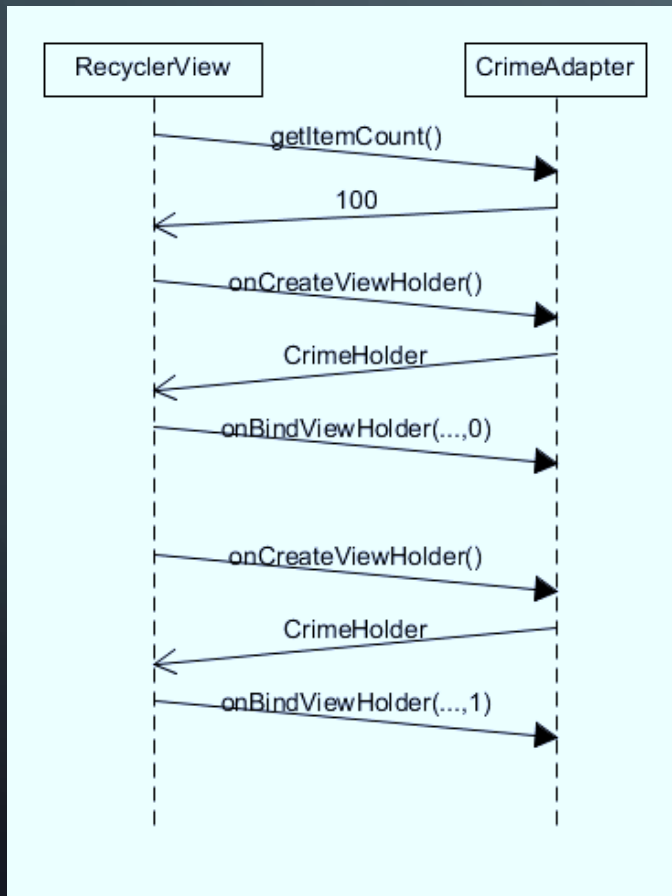 RecyclerView
CrimeAdapter
getItemCount()
100
onCreateViewHolder()
CrimeHolder
onBindViewHolder(...,0)
onCreateViewHolder()
CrimeHolder
onBindViewHolder(...,1)